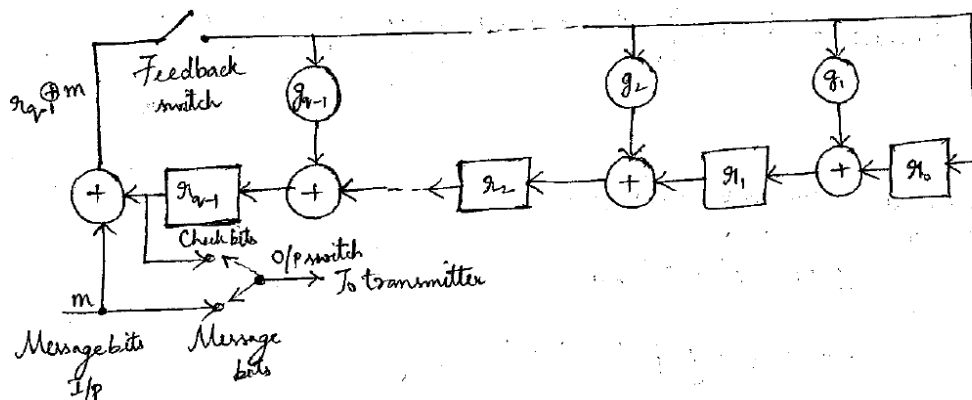 Feedback
switch
r_{q-1} ⊕ m
g_{q-1}
g_2
g_1
+
r_{q-1}
+
r_2
+
r_1
+
r_0
Check bits
O/P switch
To transmitter
m
Message bits
I/P
Message
bits